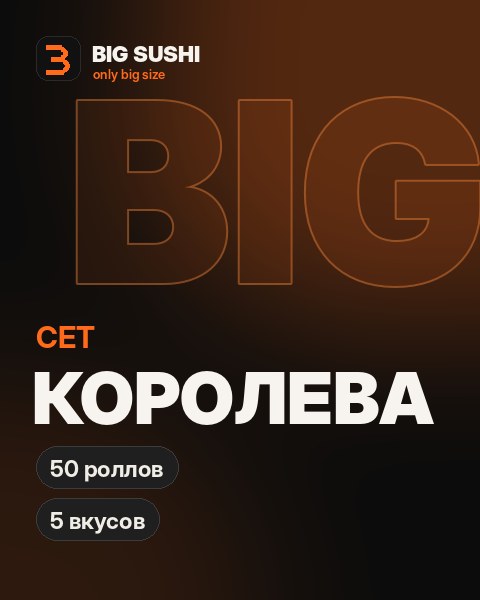 BIG SUSHI
only big size
BIG
СЕТ
КОРОЛЕВА
50 роллов
5 вкусов